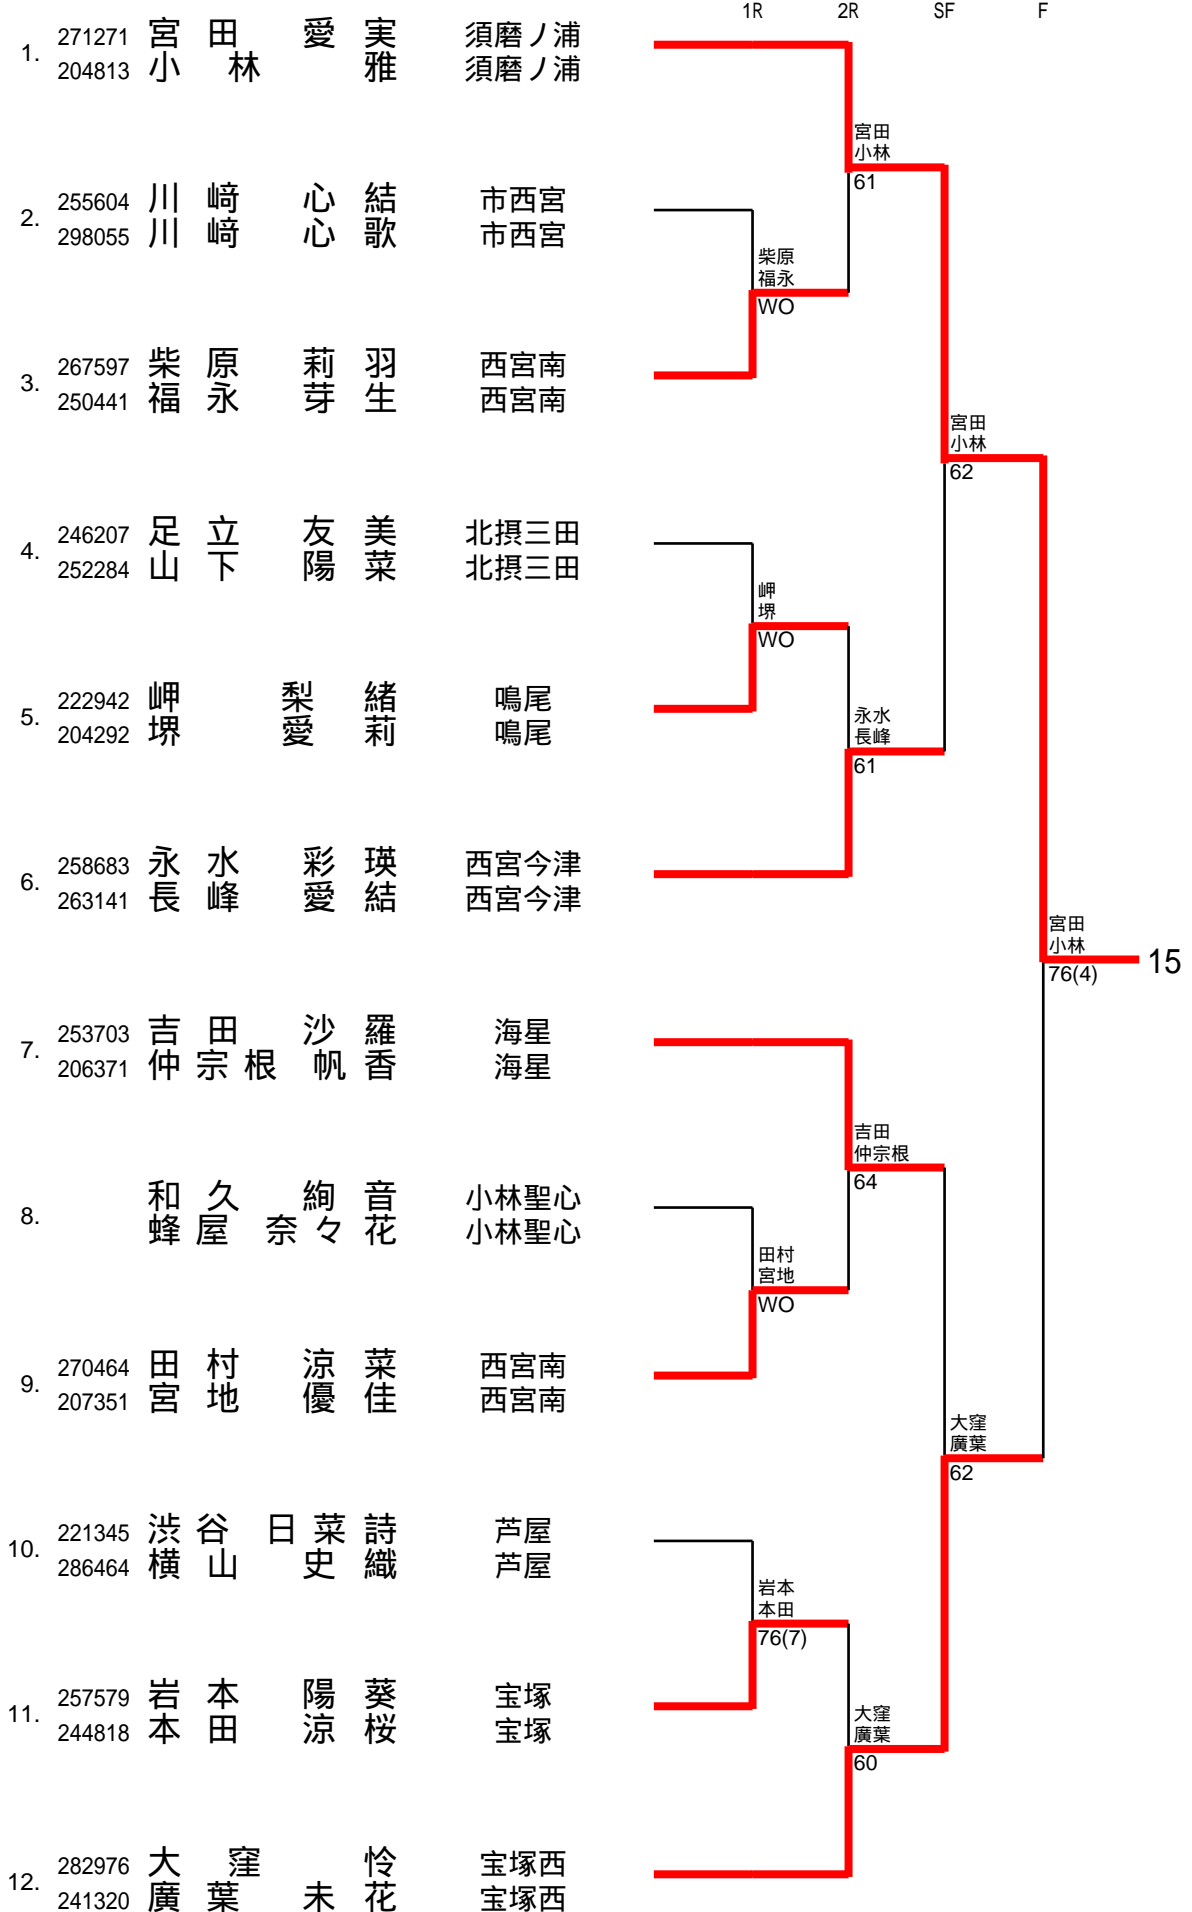 1R 2R SF F
1. 271271 宮田 愛実 須磨ノ浦
204813 小林 雅 須磨ノ浦
宮田
小林
61
2. 255604 川﨑 心結 市西宮
298055 川﨑 心歌 市西宮
柴原
福永
WO
3. 267597 柴原 莉羽 西宮南
250441 福永 芽生 西宮南
宮田
小林
62
4. 246207 足立 友美 北摂三田
252284 山下 陽菜 北摂三田
岬
堺
WO
5. 222942 岬 梨緒 鳴尾
204292 堺 愛莉 鳴尾
永水
長峰
61
6. 258683 永水 彩瑛 西宮今津
263141 長峰 愛結 西宮今津
宮田
小林
76(4)
15
7. 253703 吉田 沙羅 海星
206371 仲宗根 帆香 海星
吉田
仲宗根
64
8. 和久 絢音 小林聖心
蜂屋 奈々花 小林聖心
田村
宮地
WO
9. 270464 田村 涼菜 西宮南
207351 宮地 優佳 西宮南
大窪
廣葉
62
10. 221345 渋谷 日菜詩 芦屋
286464 横山 史織 芦屋
岩本
本田
76(7)
11. 257579 岩本 陽葵 宝塚
244818 本田 涼桜 宝塚
大窪
廣葉
60
12. 282976 大窪 怜 宝塚西
241320 廣葉 未花 宝塚西